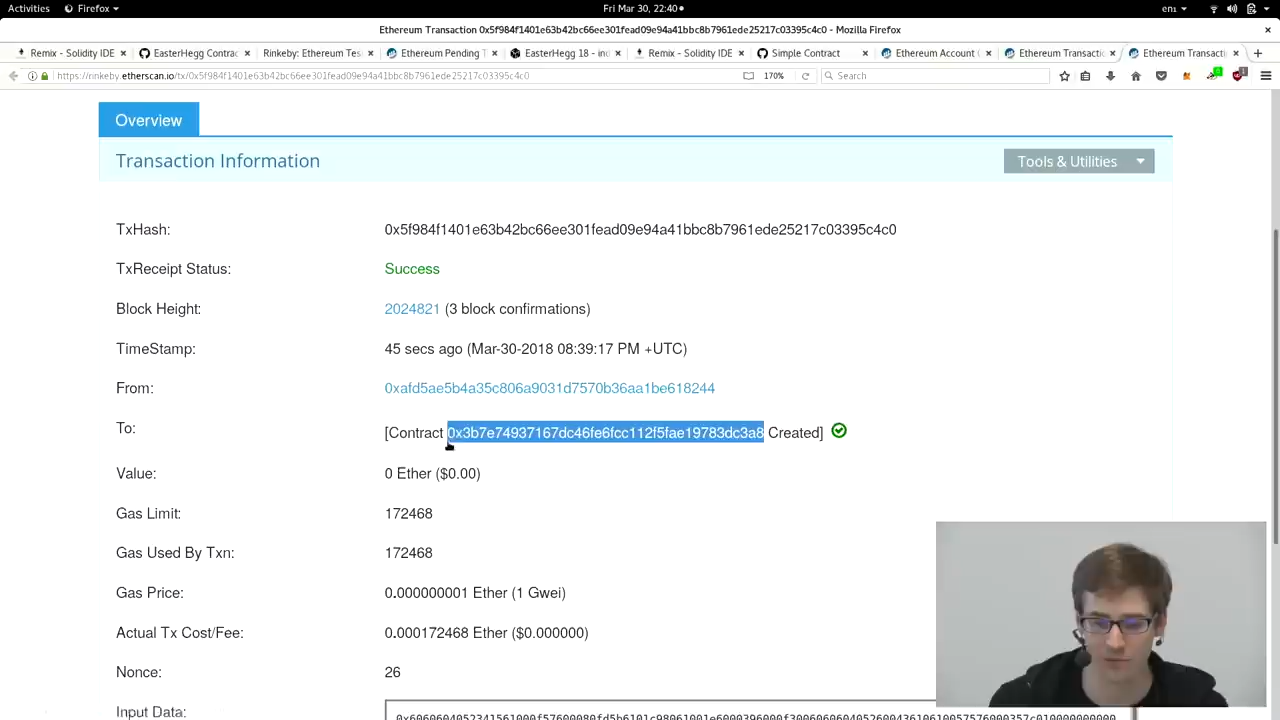 Activities Firefox Fri Mar 30, 22:40 en1
Ethereum Transaction 0x5f984f1401e63b42bc66ee301fead09e94a41bbc8b7961ede25217c03395c4c0 - Mozilla Firefox
Remix - Solidity IDE EasterHegg Contrac Rinkeby: Ethereum Tes Ethereum Pending T EasterHegg 18 - ind Remix - Solidity IDE Simple Contract Ethereum Account Ethereum Transactic Ethereum Transactic
https://rinkeby.etherscan.io/tx/0x5f984f1401e63b42bc66ee301fead09e94a41bbc8b7961ede25217c03395c4c0 170% Search
Overview
Transaction Information Tools & Utilities
TxHash: 0x5f984f1401e63b42bc66ee301fead09e94a41bbc8b7961ede25217c03395c4c0
TxReceipt Status: Success
Block Height: 2024821 (3 block confirmations)
TimeStamp: 45 secs ago (Mar-30-2018 08:39:17 PM +UTC)
From: 0xafd5ae5b4a35c806a9031d7570b36aa1be618244
To: [Contract 0x3b7e74937167dc46fe6fcc112f5fae19783dc3a8 Created]
Value: 0 Ether ($0.00)
Gas Limit: 172468
Gas Used By Txn: 172468
Gas Price: 0.000000001 Ether (1 Gwei)
Actual Tx Cost/Fee: 0.000172468 Ether ($0.000000)
Nonce: 26
Input Data: